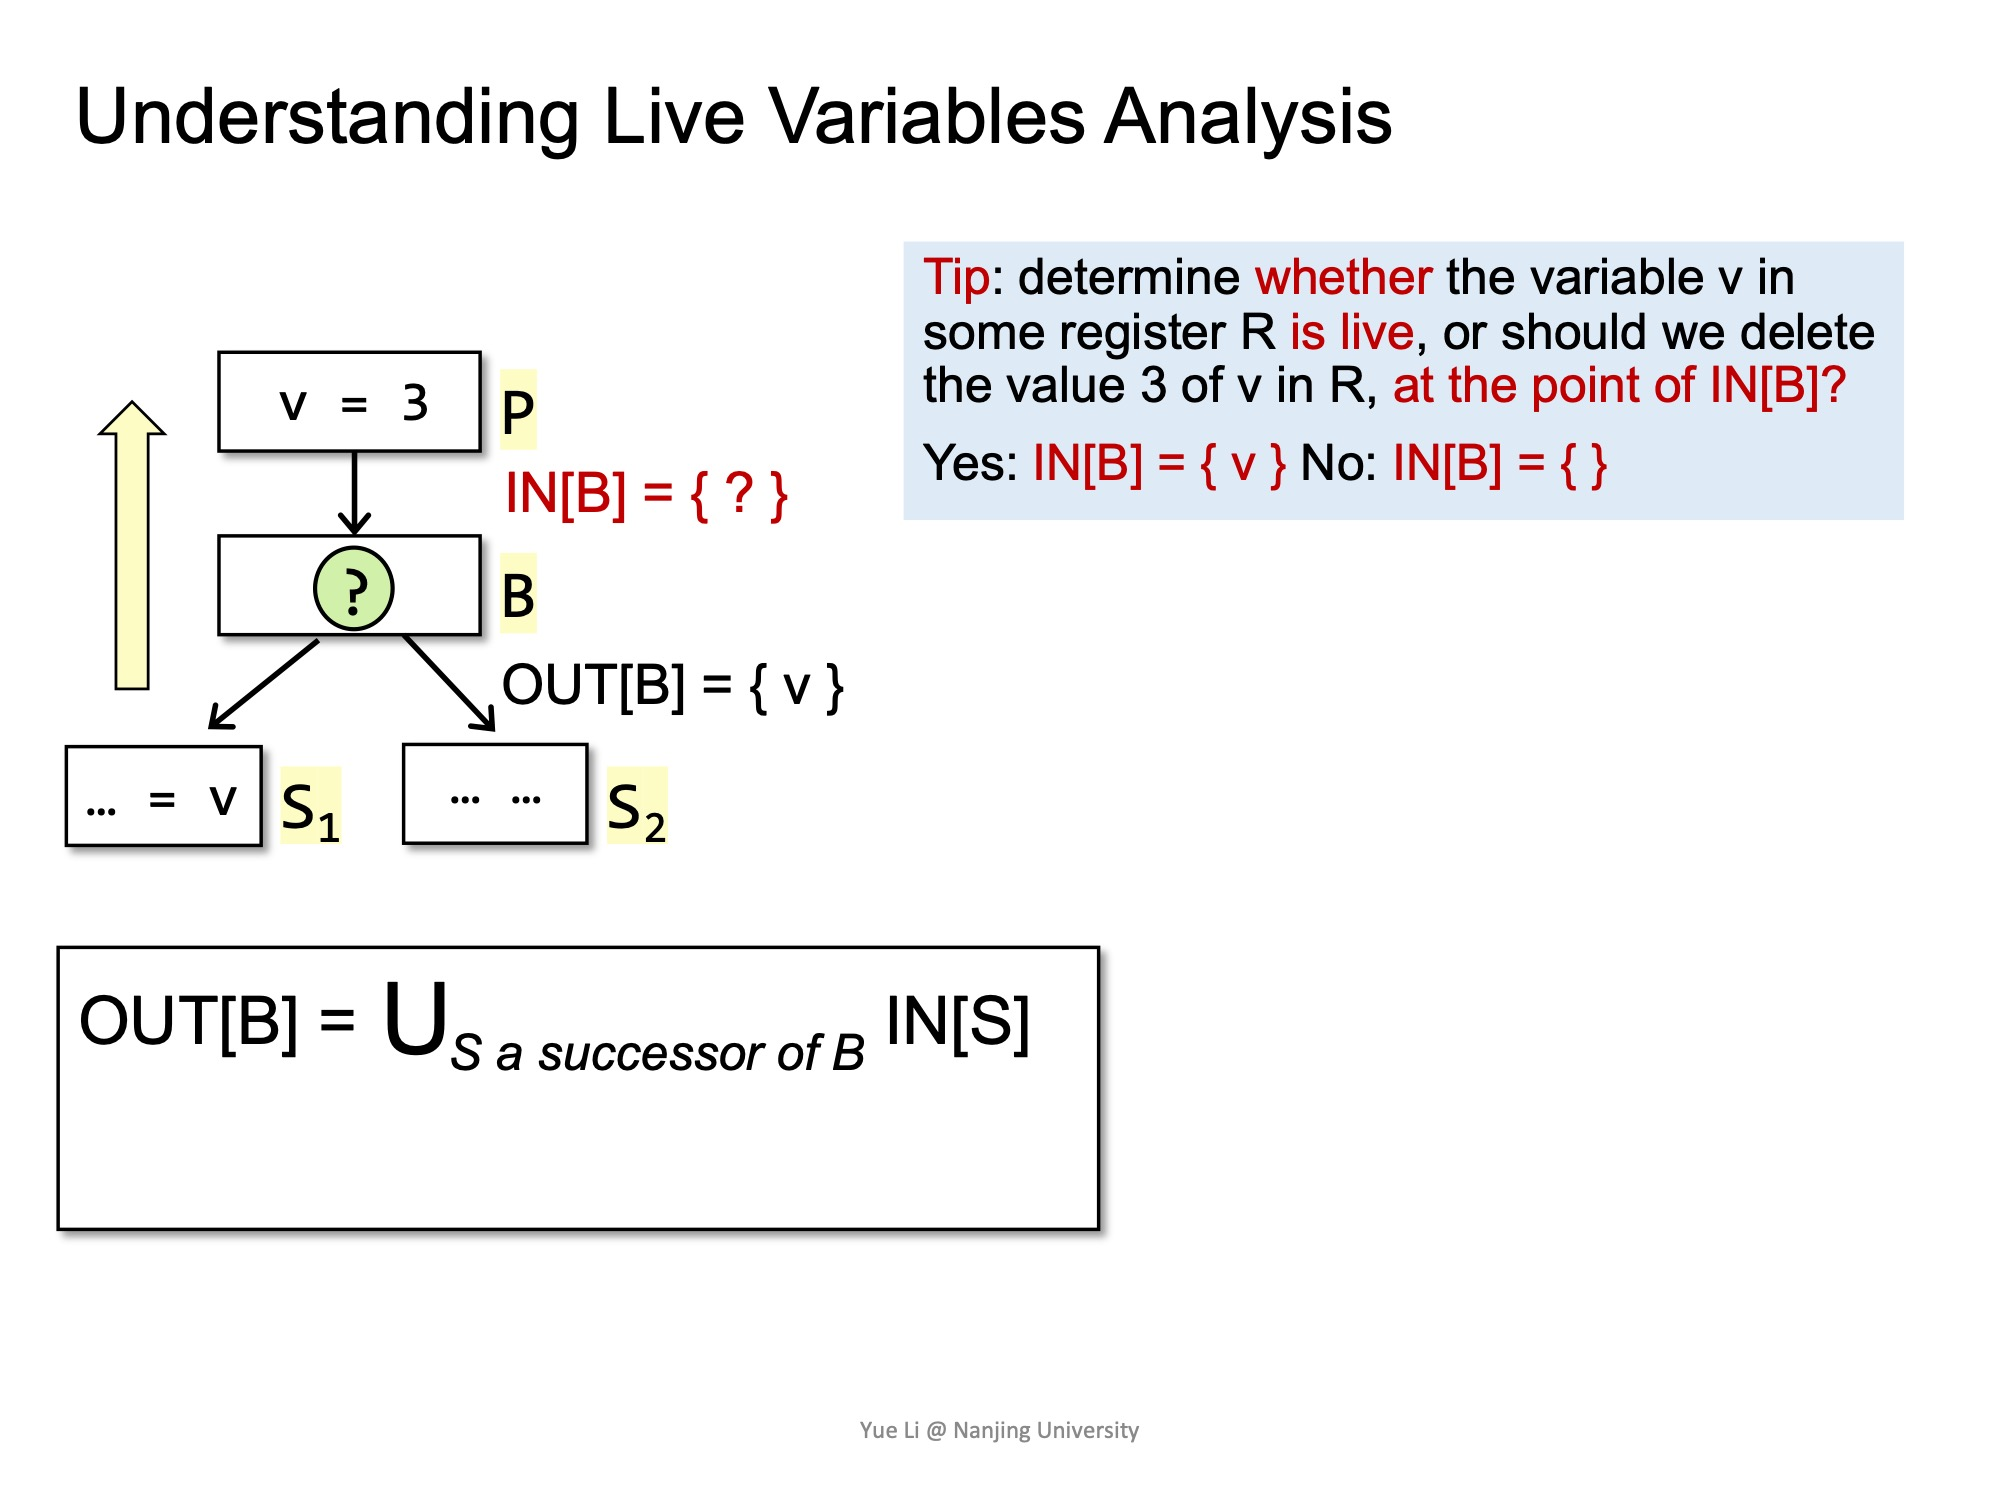 Understanding Live Variables Analysis
Tip: determine whether the variable v in
some register R is live, or should we delete
the value 3 of v in R, at the point of IN[B]?
Yes: IN[B] = { v } No: IN[B] = { }
v = 3
P
IN[B] = { ? }
?
B
OUT[B] = { v }
… = v
S₁
… …
S₂
OUT[B] = U S a successor of B IN[S]
Yue Li @ Nanjing University